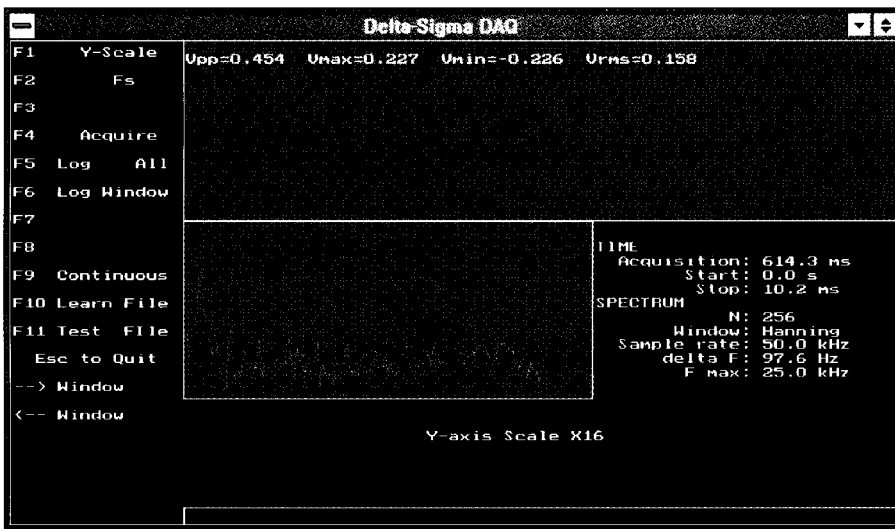 Delta-Sigma DAQ
F1 Y-Scale
F2 Fs
F3
F4 Acquire
F5 Log All
F6 Log Window
F7
F8
F9 Continuous
F10 Learn File
F11 Test FIle
Esc to Quit
--> Window
<-- Window
Vpp=0.454 Vmax=0.227 Vmin=-0.226 Vrms=0.158
TIME
Acquisition: 614.3 ms
Start: 0.0 s
Stop: 10.2 ms
SPECTRUM
N: 256
Window: Hanning
Sample rate: 50.0 kHz
delta F: 97.6 Hz
F max: 25.0 kHz
Y-axis Scale X16